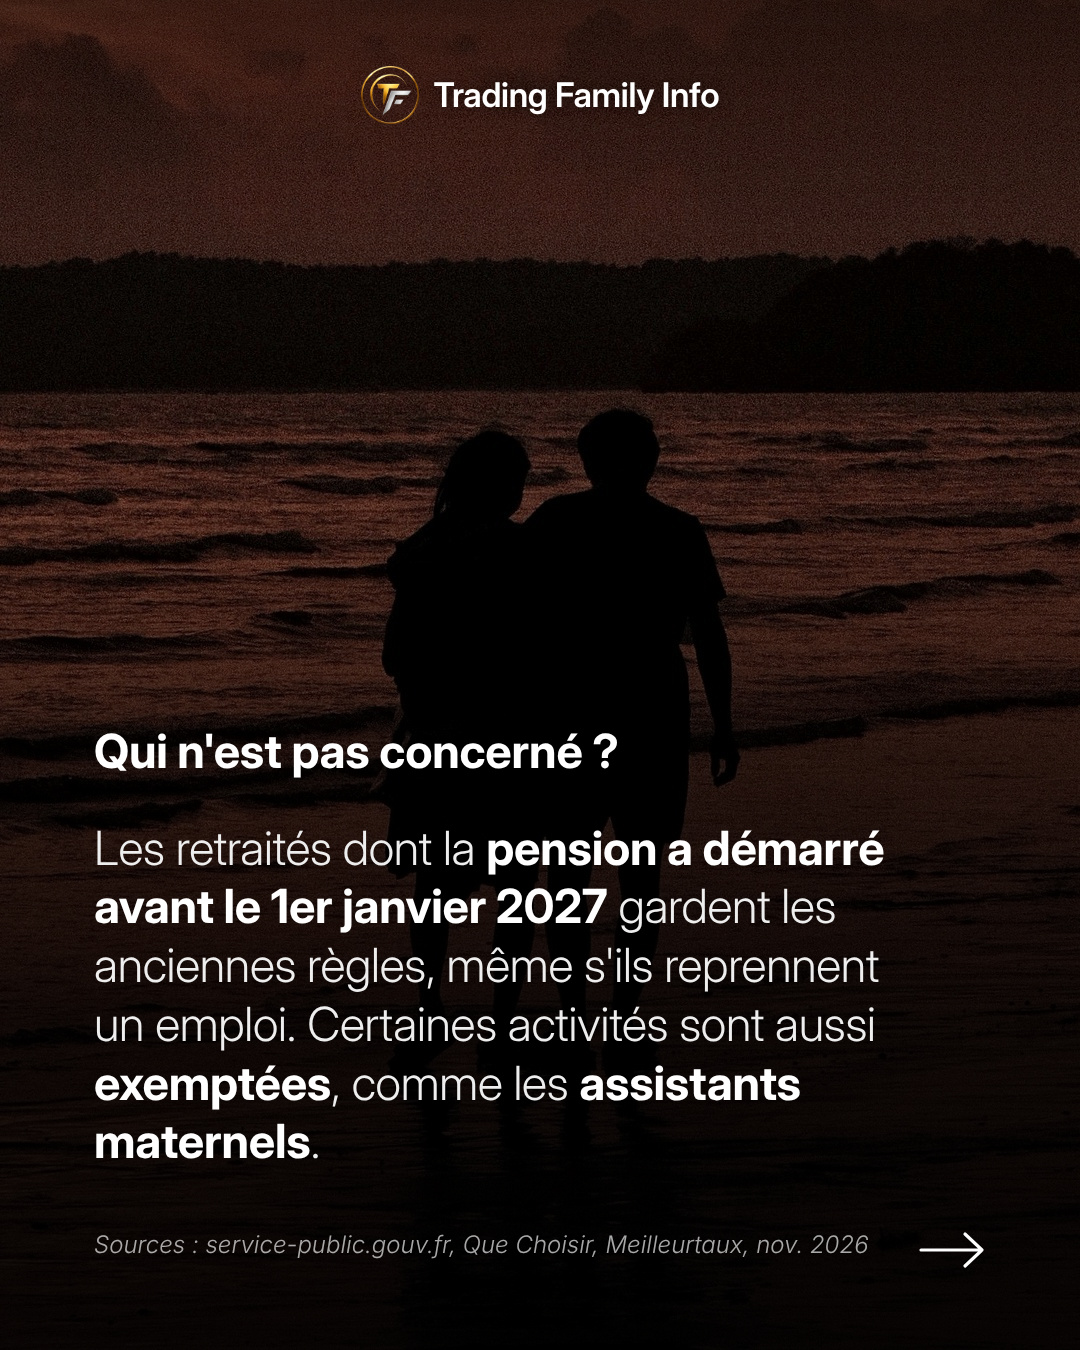 TF Trading Family Info
Qui n'est pas concerné ?
Les retraités dont la pension a démarré
avant le 1er janvier 2027 gardent les
anciennes règles, même s'ils reprennent
un emploi. Certaines activités sont aussi
exemptées, comme les assistants
maternels.
Sources : service-public.gouv.fr, Que Choisir, Meilleurtaux, nov. 2026